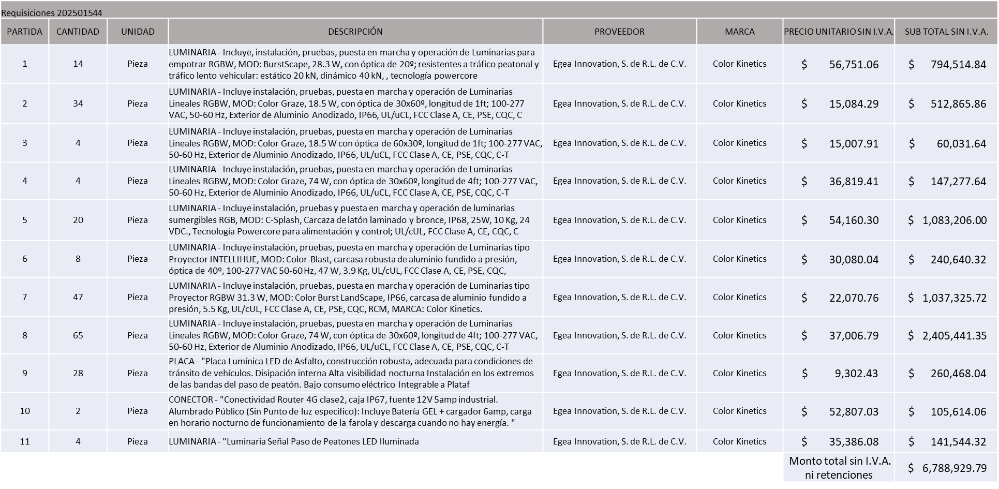 Requisiciones 202501544
PARTIDA CANTIDAD UNIDAD DESCRIPCIÓN PROVEEDOR MARCA PRECIO UNITARIO SIN I.V.A. SUB TOTAL SIN I.V.A.
LUMINARIA - Incluye, instalación, pruebas, puesta en marcha y operación de Luminarias para
1 14 Pieza empotrar RGBW, MOD: BurstScape, 28.3 W, con óptica de 20º; resistentes a tráfico peatonal y Egea Innovation, S. de R.L. de C.V. Color Kinetics $ 56,751.06 $ 794,514.84
tráfico lento vehicular: estático 20 kN, dinámico 40 kN, , tecnología powercore
LUMINARIA - Incluye instalación, pruebas, puesta en marcha y operación de Luminarias
2 34 Pieza Lineales RGBW, MOD: Color Graze, 18.5 W, con óptica de 30x60º, longitud de 1ft; 100-277 Egea Innovation, S. de R.L. de C.V. Color Kinetics $ 15,084.29 $ 512,865.86
VAC, 50-60 Hz, Exterior de Aluminio Anodizado, IP66, UL/uCL, FCC Clase A, CE, PSE, CQC, C
LUMINARIA - Incluye instalación, pruebas, puesta en marcha y operación de Luminarias
3 4 Pieza Lineales RGBW, MOD: Color Graze, 18.5 W con óptica de 60x30º, longitud de 1ft; 100-277 VAC, Egea Innovation, S. de R.L. de C.V. Color Kinetics $ 15,007.91 $ 60,031.64
50-60 Hz, Exterior de Aluminio Anodizado, IP66, UL/uCL, FCC Clase A, CE, PSE, CQC, C-T
LUMINARIA - Incluye instalación, pruebas, puesta en marcha y operación de Luminarias
4 4 Pieza Lineales RGBW, MOD: Color Graze, 74 W, con óptica de 30x60º, longitud de 4ft; 100-277 VAC, Egea Innovation, S. de R.L. de C.V. Color Kinetics $ 36,819.41 $ 147,277.64
50-60 Hz, Exterior de Aluminio Anodizado, IP66, UL/uCL, FCC Clase A, CE, PSE, CQC, C-T
LUMINARIA - Incluye instalación, pruebas y puesta en marcha y operación de luminarias
5 20 Pieza sumergibles RGB, MOD: C-Splash, Carcaza de latón laminado y bronce, IP68, 25W, 10 Kg, 24 Egea Innovation, S. de R.L. de C.V. Color Kinetics $ 54,160.30 $ 1,083,206.00
VDC., Tecnología Powercore para alimentación y control; UL/cUL, FCC Clase A, CE, CQC, C
LUMINARIA - Incluye instalación, pruebas, puesta en marcha y operación de Luminarias tipo
6 8 Pieza Proyector INTELLIHUE, MOD: Color-Blast, carcasa robusta de aluminio fundido a presión, Egea Innovation, S. de R.L. de C.V. Color Kinetics $ 30,080.04 $ 240,640.32
óptica de 40º, 100-277 VAC 50-60 Hz, 47 W, 3.9 Kg, UL/cUL, FCC Clase A, CE, PSE, CQC,
LUMINARIA - Incluye instalación, pruebas, puesta en marcha y operación de Luminarias tipo
7 47 Pieza Proyector RGBW 31.3 W, MOD: Color Burst LandScape, IP66, carcasa de aluminio fundido a Egea Innovation, S. de R.L. de C.V. Color Kinetics $ 22,070.76 $ 1,037,325.72
presión, 5.5 Kg, UL/cUL, FCC Clase A, CE, PSE, CQC, RCM, MARCA: Color Kinetics.
LUMINARIA - Incluye instalación, pruebas, puesta en marcha y operación de Luminarias
8 65 Pieza Lineales RGBW, MOD: Color Graze, 74 W, con óptica de 30x60º, longitud de 4ft; 100-277 VAC, Egea Innovation, S. de R.L. de C.V. Color Kinetics $ 37,006.79 $ 2,405,441.35
50-60 Hz, Exterior de Aluminio Anodizado, IP66, UL/uCL, FCC Clase A, CE, PSE, CQC, C-T
PLACA - "Placa Lumínica LED de Asfalto, construcción robusta, adecuada para condiciones de
9 28 Pieza tránsito de vehículos. Disipación interna Alta visibilidad nocturna Instalación en los extremos Egea Innovation, S. de R.L. de C.V. Color Kinetics $ 9,302.43 $ 260,468.04
de las bandas del paso de peatón. Bajo consumo eléctrico Integrable a Plataf
CONECTOR - "Conectividad Router 4G clase2, caja IP67, fuente 12V 5amp industrial.
10 2 Pieza Alumbrado Público (Sin Punto de luz especifico): Incluye Batería GEL + cargador 6amp, carga Egea Innovation, S. de R.L. de C.V. Color Kinetics $ 52,807.03 $ 105,614.06
en horario nocturno de funcionamiento de la farola y descarga cuando no hay energía. "
11 4 Pieza LUMINARIA - "Luminaria Señal Paso de Peatones LED Iluminada Egea Innovation, S. de R.L. de C.V. Color Kinetics $ 35,386.08 $ 141,544.32
Monto total sin I.V.A.
ni retenciones $ 6,788,929.79